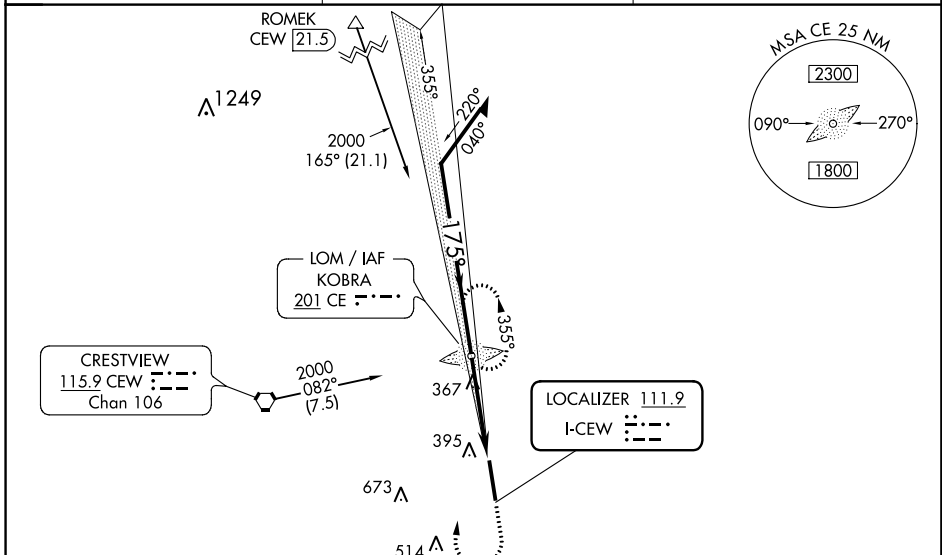 ROMEK
CEW 21.5
1249
2000
165° (21.1)
355°
220°
040°
175°
355°
LOM / IAF
KOBRA
201 CE
CRESTVIEW
115.9 CEW
Chan 106
2000
082°
(7.5)
367
395
673
514
LOCALIZER 111.9
I-CEW
MSA CE 25 NM
2300
090°
270°
1800